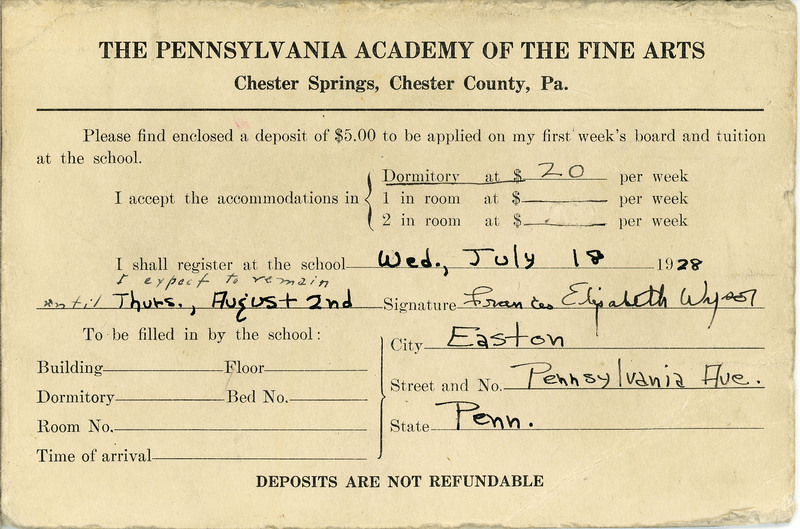 THE PENNSYLVANIA ACADEMY OF THE FINE ARTS
Chester Springs, Chester County, Pa.
Please find enclosed a deposit of $5.00 to be applied on my first week's board and tuition
at the school.
I accept the accommodations in
Dormitory at $ 20 per week
1 in room at $ per week
2 in room at $ per week
I shall register at the school Wed., July 18 1928
I expect to remain
until Thurs., August 2nd
Signature Frances Elizabeth
City Easton
Street and No. Pennsylvania Ave.
State Penn.
To be filled in by the school:
Building Floor
Dormitory Bed No.
Room No.
Time of arrival
DEPOSITS ARE NOT REFUNDABLE